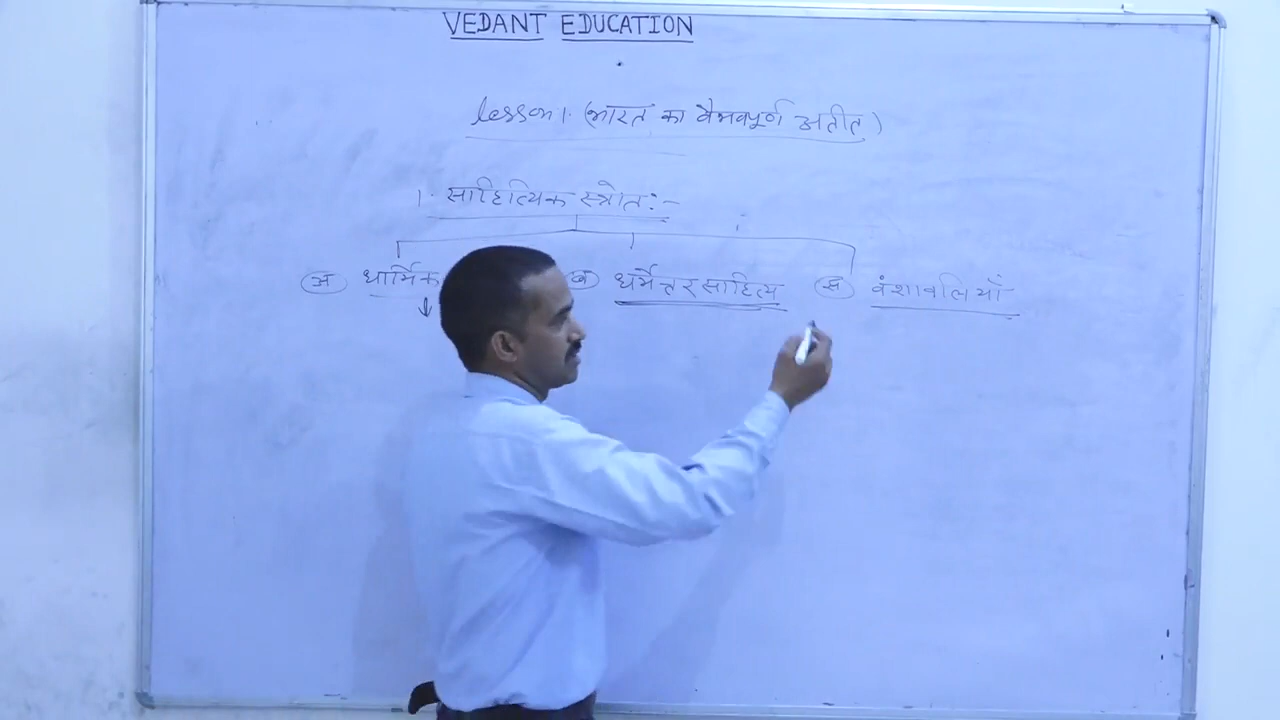 VEDANT EDUCATION
Lesson 1. (भारत का वैभवपूर्ण अतीत)
1. साहित्यिक स्त्रोत :-
अ धार्मिक ब धर्मेत्तर साहित्य स वंशावलियाँ